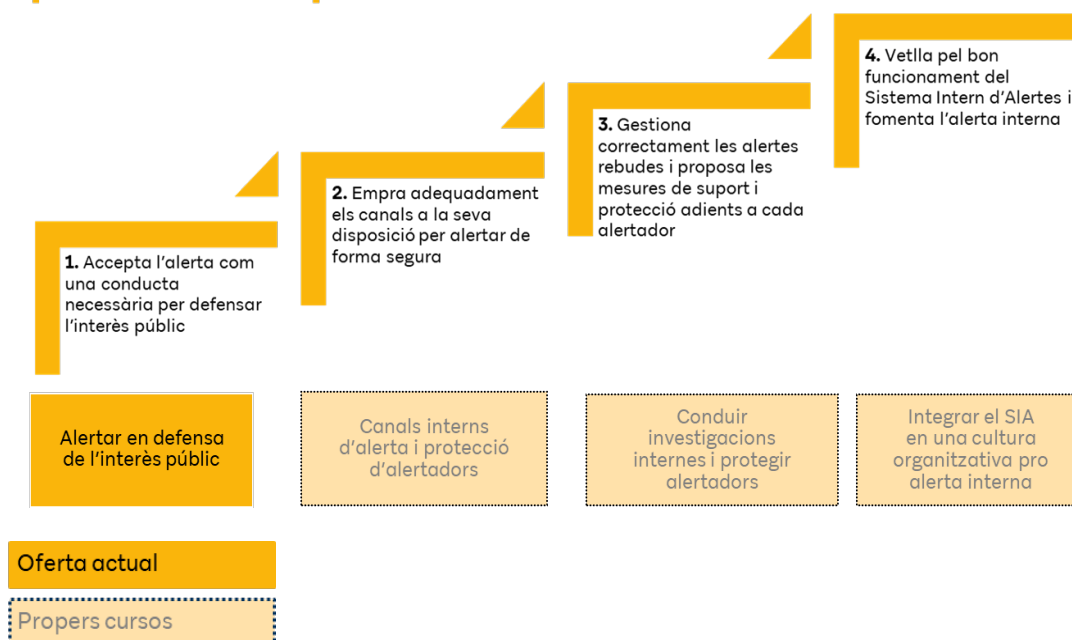 1. Accepta l'alerta com
una conducta
necessària per defensar
l'interès públic
2. Empra adequadament
els canals a la seva
disposició per alertar de
forma segura
3. Gestiona
correctament les alertes
rebudes i proposa les
mesures de suport i
protecció adients a cada
alertador
4. Vetlla pel bon
funcionament del
Sistema Intern d'Alertes i
fomenta l'alerta interna
Alertar en defensa
de l'interès públic
Canals interns
d'alerta i protecció
d'alertadors
Conduir
investigacions
internes i protegir
alertadors
Integrar el SIA
en una cultura
organitzativa pro
alerta interna
Oferta actual
Propers cursos